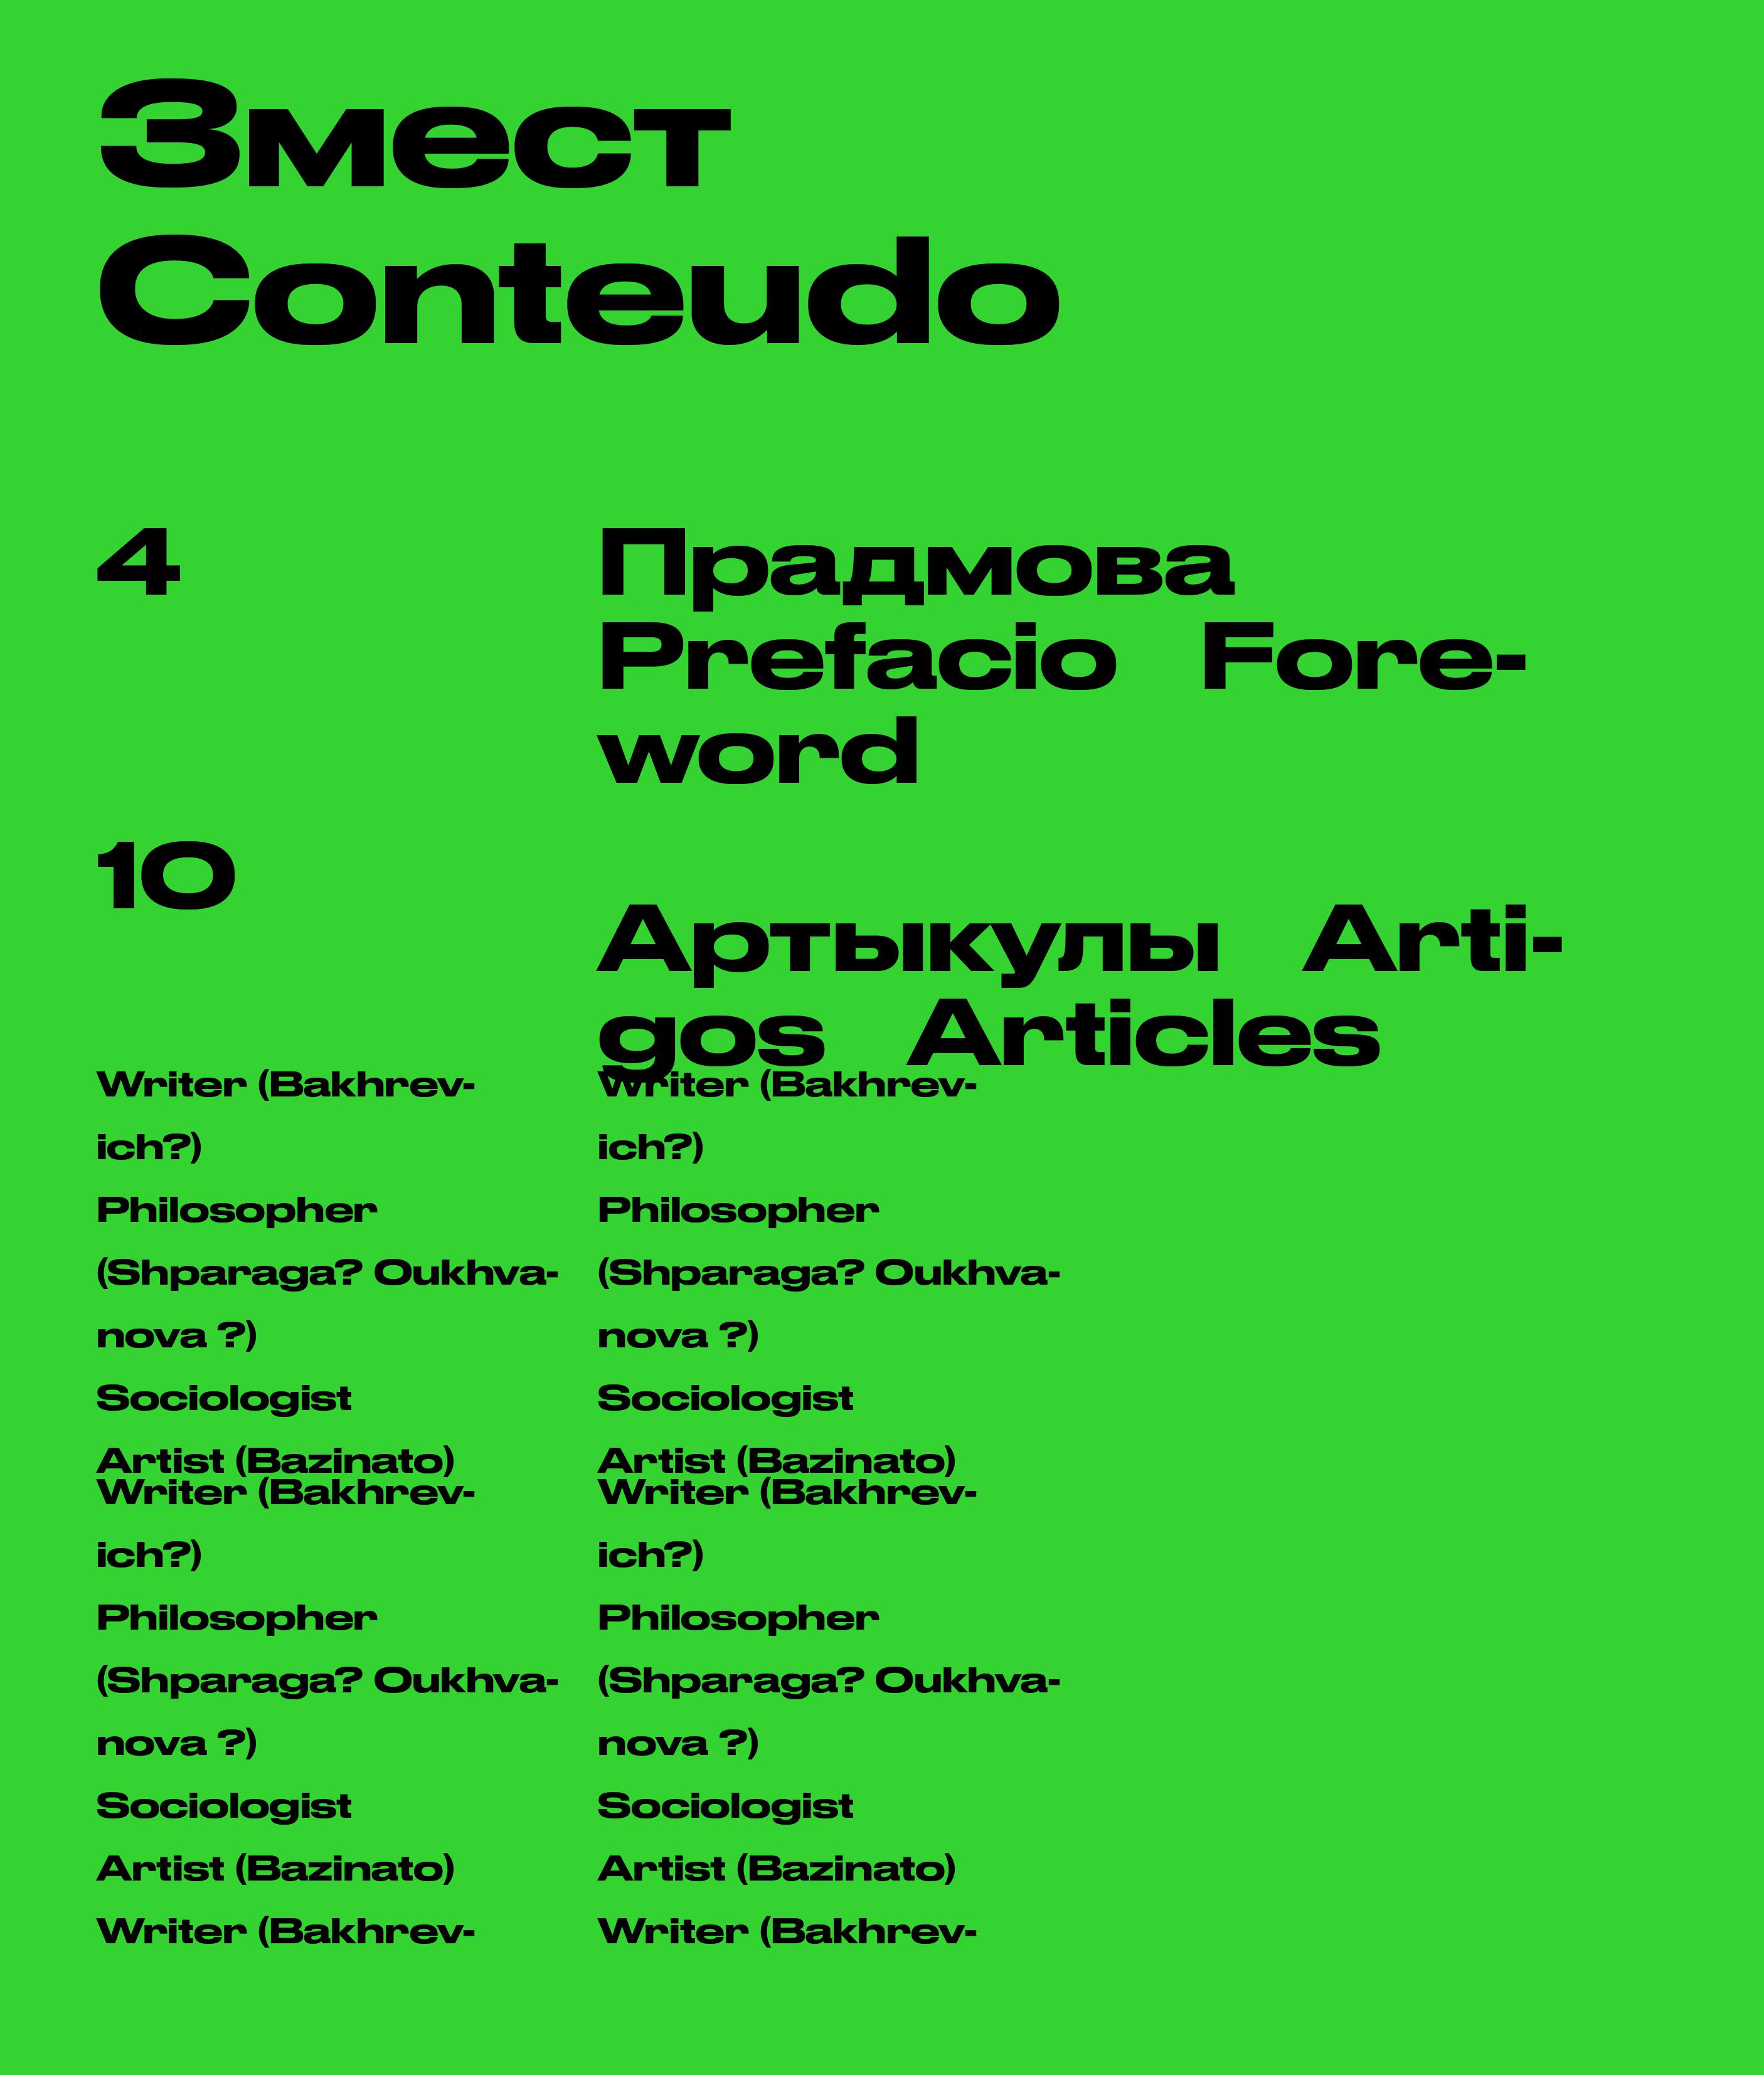 Змест
Conteudo
4
Прадмова
Prefacio Fore-
word
10
Артыкулы Arti-
gos Articles
Writer (Bakhrev-
ich?)
Philosopher
(Shparaga? Oukhva-
nova ?)
Sociologist
Artist (Bazinato)
Writer (Bakhrev-
ich?)
Philosopher
(Shparaga? Oukhva-
nova ?)
Sociologist
Artist (Bazinato)
Writer (Bakhrev-
Writer (Bakhrev-
ich?)
Philosopher
(Shparaga? Oukhva-
nova ?)
Sociologist
Artist (Bazinato)
Writer (Bakhrev-
ich?)
Philosopher
(Shparaga? Oukhva-
nova ?)
Sociologist
Artist (Bazinato)
Writer (Bakhrev-